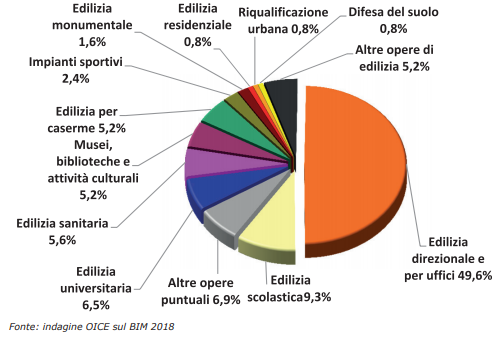 Edilizia
monumentale
1,6%
Edilizia
residenziale
0,8%
Riqualificazione
urbana 0,8%
Difesa del suolo
0,8%
Altre opere di
edilizia 5,2%
Impianti sportivi
2,4%
Edilizia per
caserme 5,2%
Musei,
biblioteche e
attività culturali
5,2%
Edilizia sanitaria
5,6%
Edilizia
universitaria
6,5%
Altre opere
puntuali 6,9%
Edilizia
scolastica9,3%
Edilizia
direzionale e
per uffici 49,6%
Fonte: indagine OICE sul BIM 2018